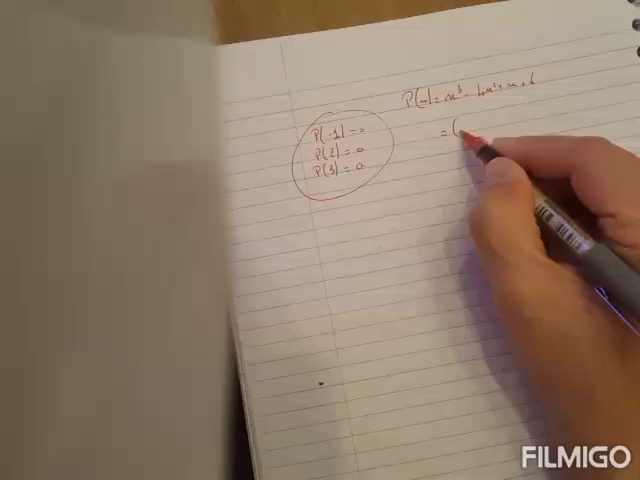 P(x) = x³ - 4x² + x + 6
= (
P(-1) = 0
P(2) = 0
P(3) = 0
FILMIGO